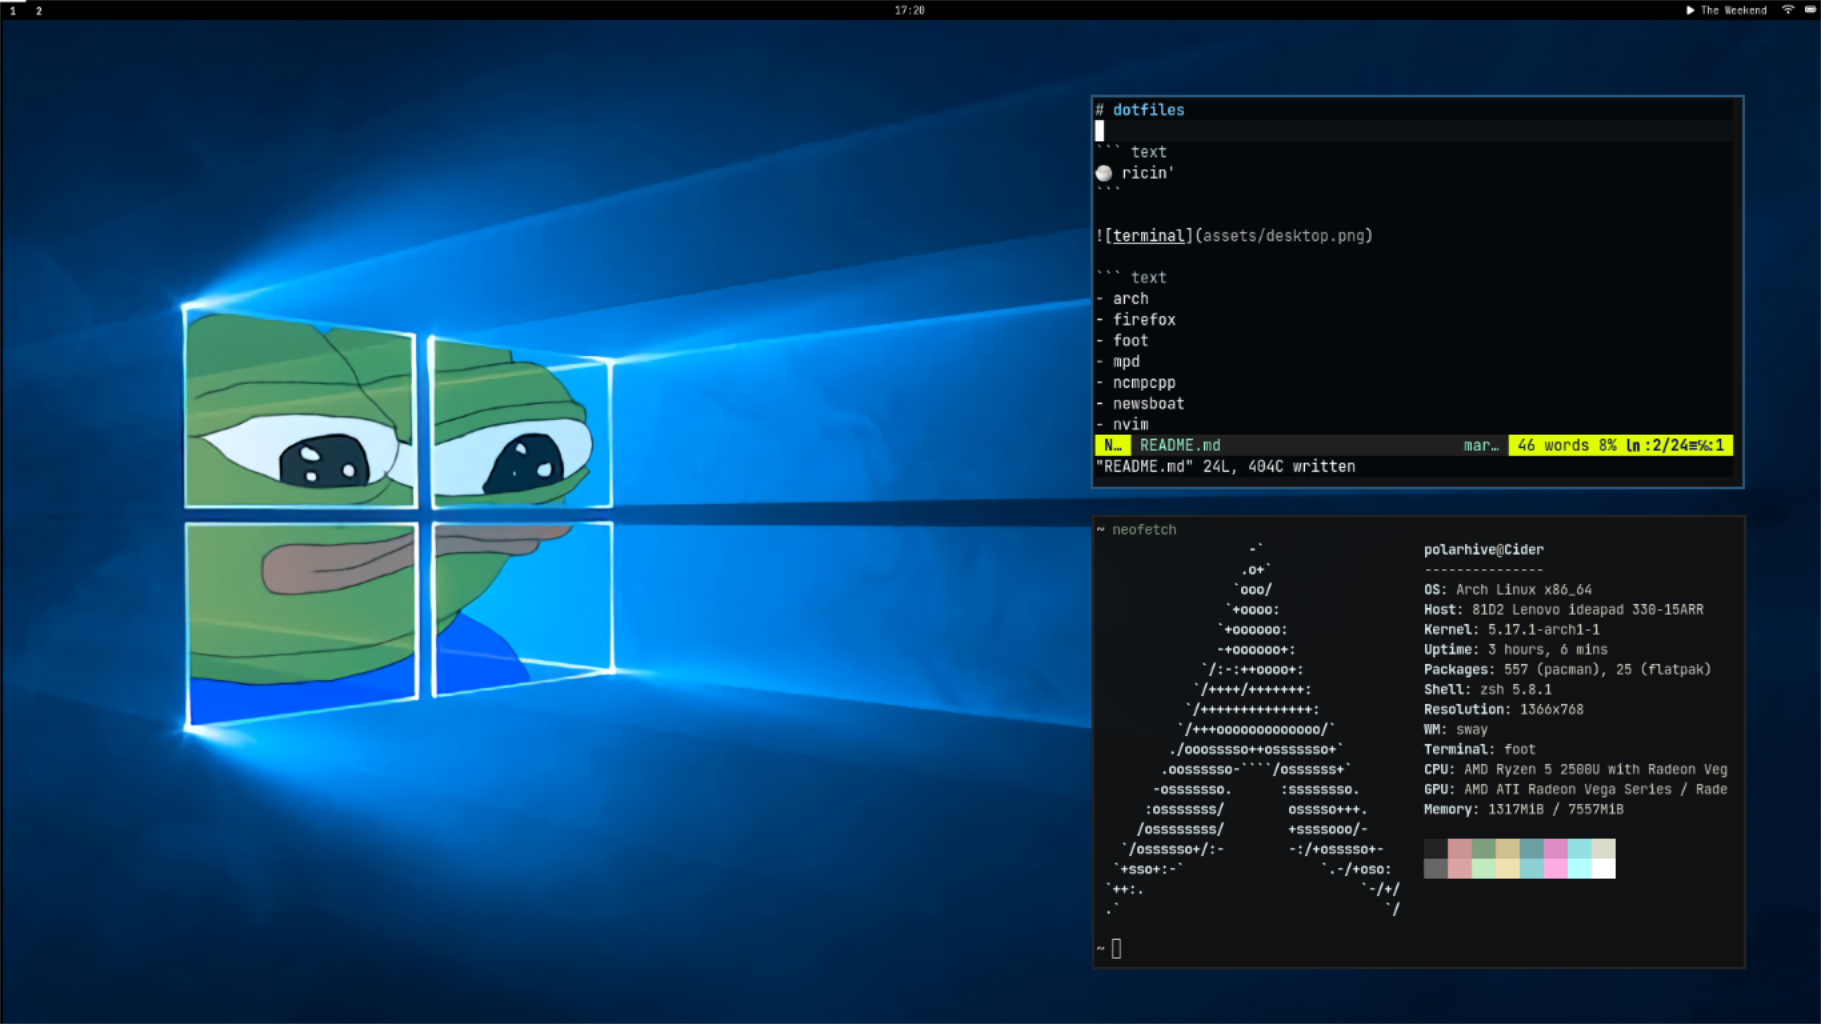 1 2 17:20 ▶ The Weekend
# dotfiles
``` text
ricin'
```
![terminal](assets/desktop.png)
``` text
- arch
- firefox
- foot
- mpd
- ncmpcpp
- newsboat
- nvim
N… README.md mar… 46 words 8% ln :2/24≡℅:1
"README.md" 24L, 404C written
~ neofetch
-`
.o+`
`ooo/
`+oooo:
`+oooooo:
-+oooooo+:
`/:-:++oooo+:
`/++++/+++++++:
`/++++++++++++++:
`/+++ooooooooooooo/`
./ooosssso++osssssso+`
.oossssso-````/ossssss+`
-osssssso. :ssssssso.
:osssssss/ osssso+++.
/ossssssss/ +ssssooo/-
`/ossssso+/:- -:/+osssso+-
`+sso+:-` `.-/+oso:
`++:. `-/+/
.` `/
polarhive@Cider
---------------
OS: Arch Linux x86_64
Host: 81D2 Lenovo ideapad 330-15ARR
Kernel: 5.17.1-arch1-1
Uptime: 3 hours, 6 mins
Packages: 557 (pacman), 25 (flatpak)
Shell: zsh 5.8.1
Resolution: 1366x768
WM: sway
Terminal: foot
CPU: AMD Ryzen 5 2500U with Radeon Veg
GPU: AMD ATI Radeon Vega Series / Rade
Memory: 1317MiB / 7557MiB
~